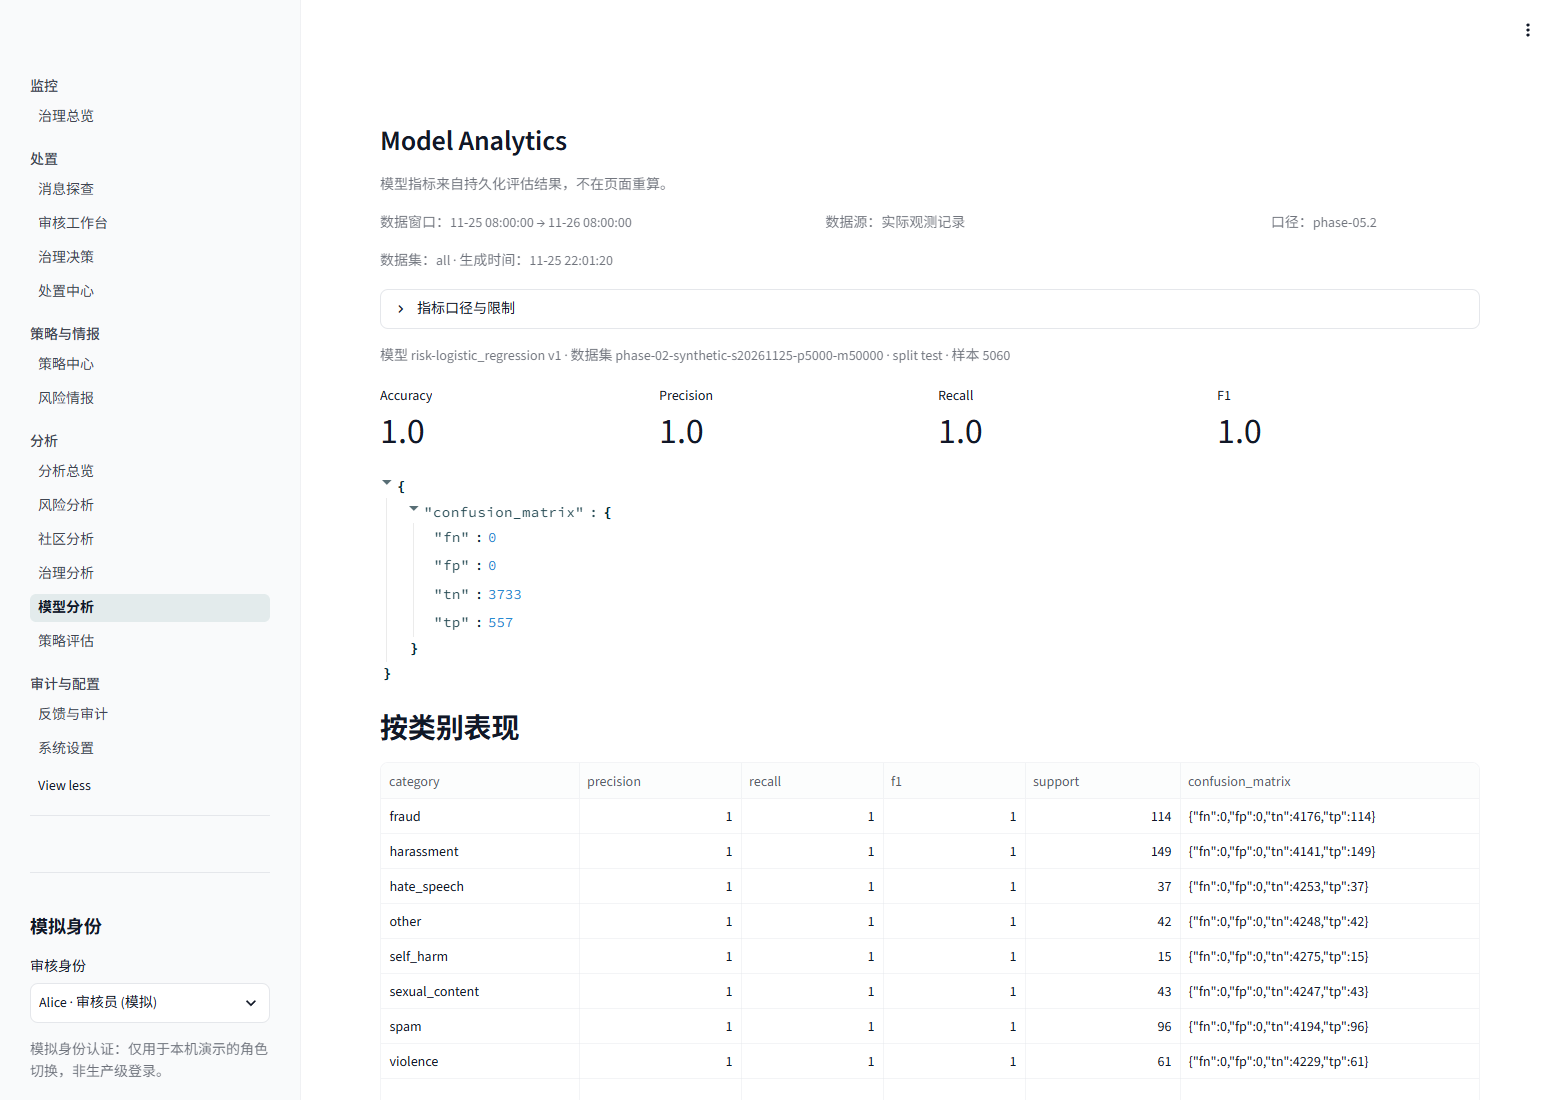 监控
治理总览
处置
消息探查
审核工作台
治理决策
处置中心
策略与情报
策略中心
风险情报
分析
分析总览
风险分析
社区分析
治理分析
模型分析
策略评估
审计与配置
反馈与审计
系统设置
View less
模拟身份
审核身份
Alice · 审核员 (模拟)
模拟身份认证：仅用于本机演示的角色
切换，非生产级登录。
Model Analytics
模型指标来自持久化评估结果，不在页面重算。
数据窗口：11-25 08:00:00 → 11-26 08:00:00 数据源：实际观测记录 口径：phase-05.2
数据集：all · 生成时间：11-25 22:01:20
指标口径与限制
模型 risk-logistic_regression v1 · 数据集 phase-02-synthetic-s20261125-p5000-m50000 · split test · 样本 5060
Accuracy Precision Recall F1
1.0 1.0 1.0 1.0
{
"confusion_matrix" : {
"fn" : 0
"fp" : 0
"tn" : 3733
"tp" : 557
}
}
按类别表现
category precision recall f1 support confusion_matrix
fraud 1 1 1 114 {"fn":0,"fp":0,"tn":4176,"tp":114}
harassment 1 1 1 149 {"fn":0,"fp":0,"tn":4141,"tp":149}
hate_speech 1 1 1 37 {"fn":0,"fp":0,"tn":4253,"tp":37}
other 1 1 1 42 {"fn":0,"fp":0,"tn":4248,"tp":42}
self_harm 1 1 1 15 {"fn":0,"fp":0,"tn":4275,"tp":15}
sexual_content 1 1 1 43 {"fn":0,"fp":0,"tn":4247,"tp":43}
spam 1 1 1 96 {"fn":0,"fp":0,"tn":4194,"tp":96}
violence 1 1 1 61 {"fn":0,"fp":0,"tn":4229,"tp":61}